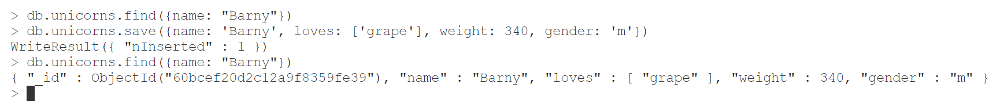 > db.unicorns.find({name: "Barny"})
> db.unicorns.save({name: 'Barny', loves: ['grape'], weight: 340, gender: 'm'})
WriteResult({ "nInserted" : 1 })
> db.unicorns.find({name: "Barny"})
{ "_id" : ObjectId("60bcef20d2c12a9f8359fe39"), "name" : "Barny", "loves" : [ "grape" ], "weight" : 340, "gender" : "m" }
>